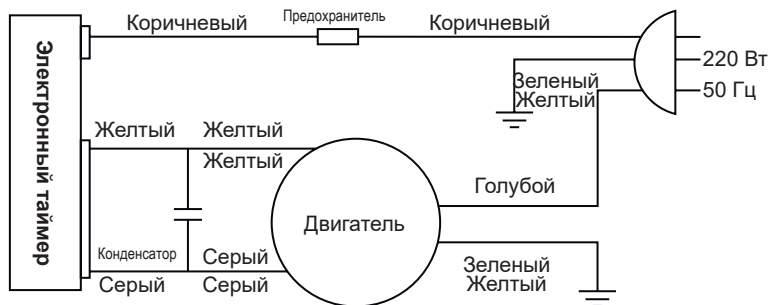 Коричневый
Предохранитель
Коричневый
220 Вт
50 Гц
Зеленый
Желтый
Электронный таймер
Желтый
Желтый
Желтый
Голубой
Двигатель
Конденсатор
Серый
Серый
Серый
Зеленый
Желтый